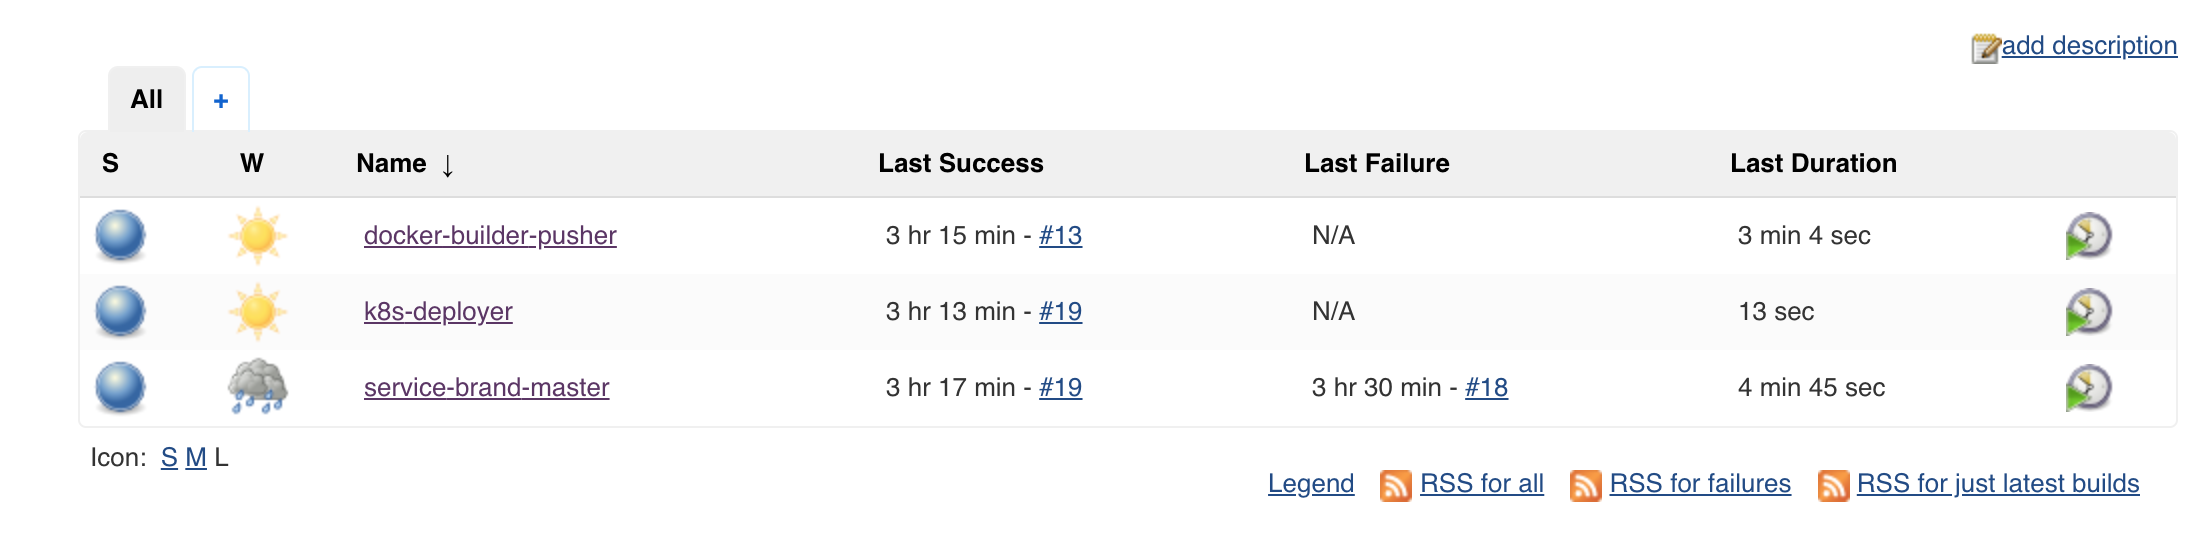 add description
All +
S W Name ↓ Last Success Last Failure Last Duration
docker-builder-pusher 3 hr 15 min - #13 N/A 3 min 4 sec
k8s-deployer 3 hr 13 min - #19 N/A 13 sec
service-brand-master 3 hr 17 min - #19 3 hr 30 min - #18 4 min 45 sec
Icon: S M L
Legend RSS for all RSS for failures RSS for just latest builds